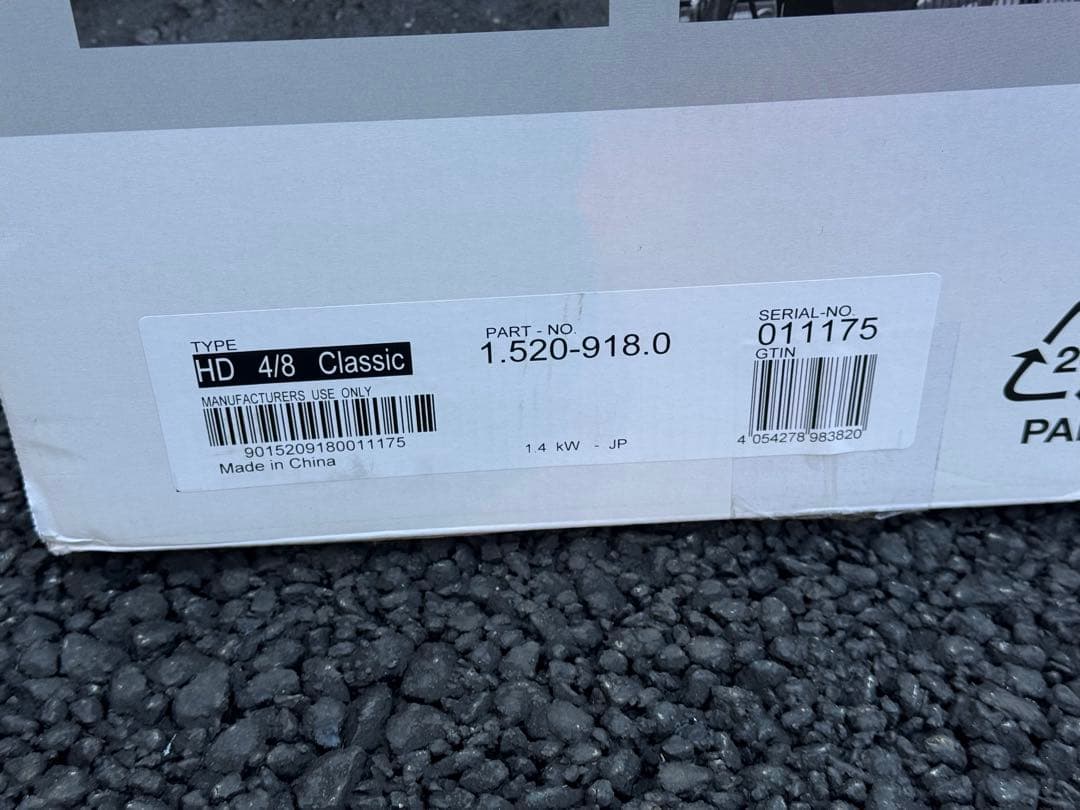 TYPE
HD 4/8 Classic
MANUFACTURERS USE ONLY
9015209180011175
Made in China
PART - NO.
1.520-918.0
1.4 kW - JP
SERIAL-NO.
011175
GTIN
4 054278 983820
2
PA